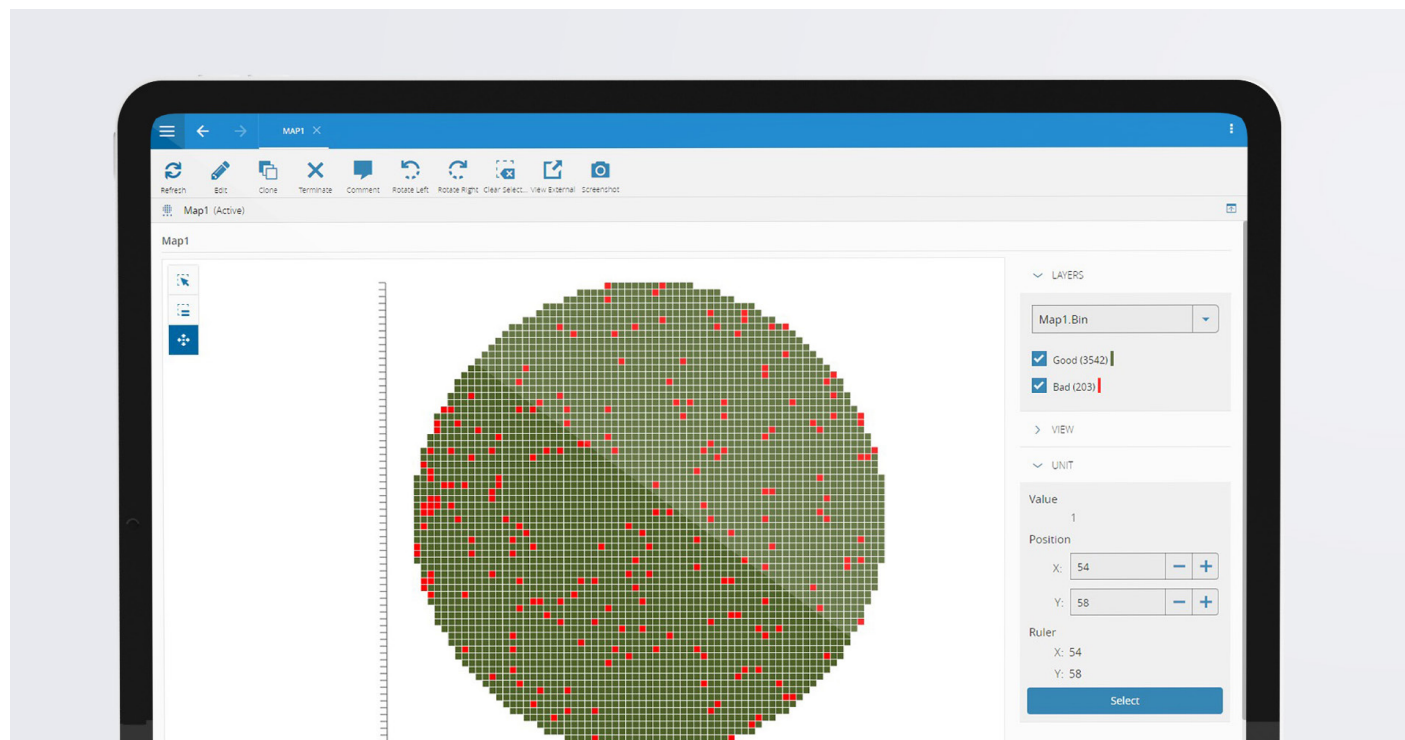 MAP1
Refresh
Edit
Clone
Terminate
Comment
Rotate Left
Rotate Right
Clear Select...
View External
Screenshot
Map1 (Active)
Map1
LAYERS
Map1.Bin
Good (3542)
Bad (203)
VIEW
UNIT
Value
1
Position
X: 54
Y: 58
Ruler
X: 54
Y: 58
Select